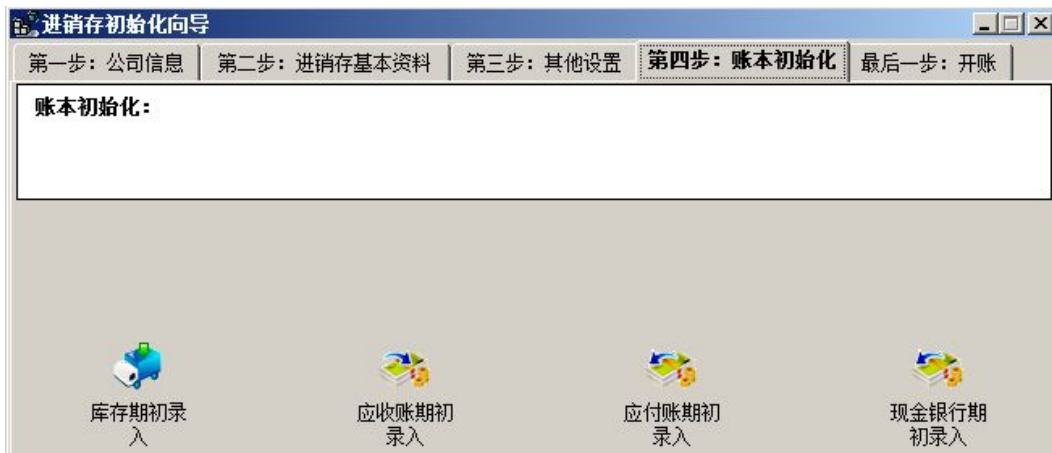 进销存初始化向导
第一步：公司信息 第二步：进销存基本资料 第三步：其他设置 第四步：账本初始化 最后一步：开账
账本初始化：
库存期初录
入
应收账期初
录入
应付账期初
录入
现金银行期
初录入